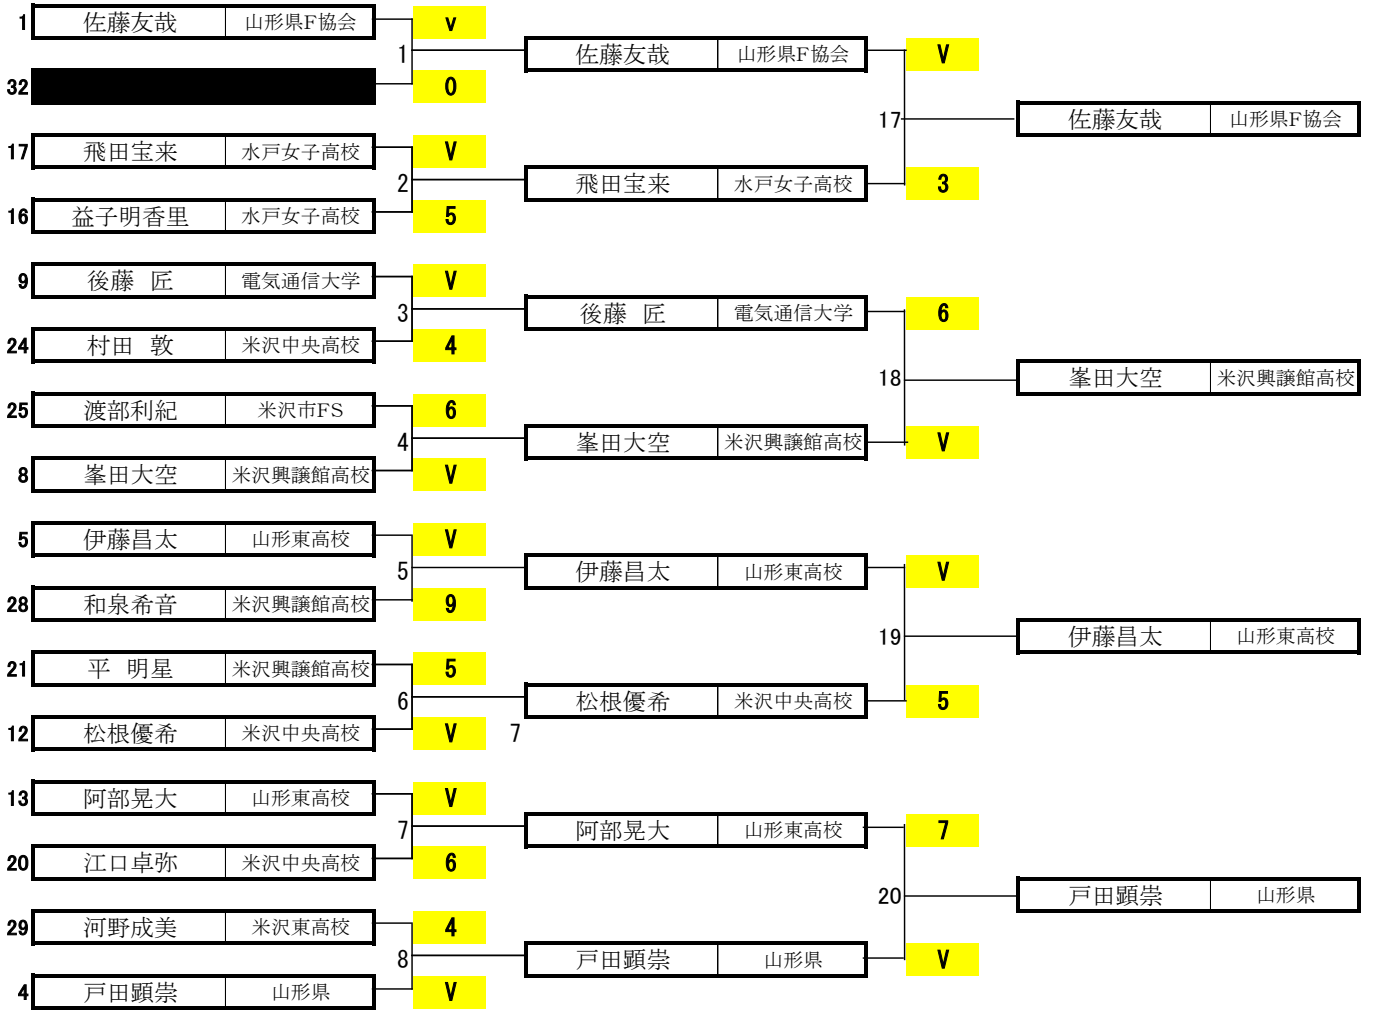 1 佐藤友哉 山形県F協会 v
1 佐藤友哉 山形県F協会 V
32 0
17 佐藤友哉 山形県F協会
17 飛田宝来 水戸女子高校 V
2 飛田宝来 水戸女子高校 3
16 益子明香里 水戸女子高校 5
9 後藤 匠 電気通信大学 V
3 後藤 匠 電気通信大学 6
24 村田 敦 米沢中央高校 4
18 峯田大空 米沢興譲館高校
25 渡部利紀 米沢市FS 6
4 峯田大空 米沢興譲館高校 V
8 峯田大空 米沢興譲館高校 V
5 伊藤昌太 山形東高校 V
5 伊藤昌太 山形東高校 V
28 和泉希音 米沢興譲館高校 9
19 伊藤昌太 山形東高校
21 平 明星 米沢興譲館高校 5
6 松根優希 米沢中央高校 5
12 松根優希 米沢中央高校 V 7
13 阿部晃大 山形東高校 V
7 阿部晃大 山形東高校 7
20 江口卓弥 米沢中央高校 6
20 戸田顕崇 山形県
29 河野成美 米沢東高校 4
8 戸田顕崇 山形県 V
4 戸田顕崇 山形県 V